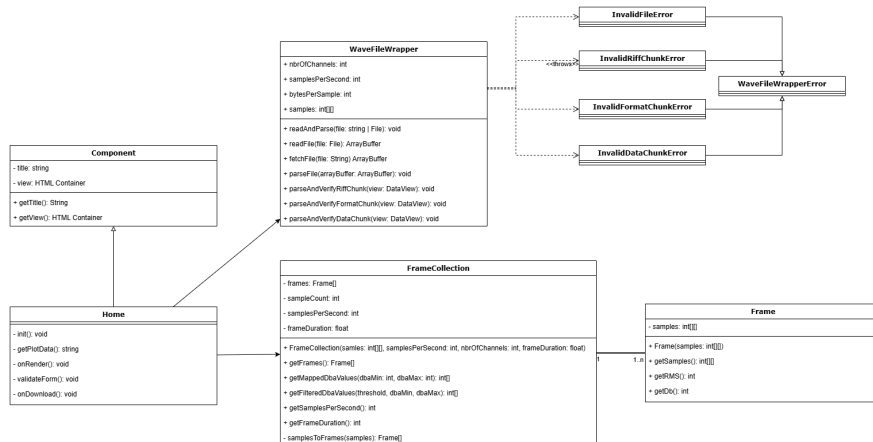 InvalidFileError
WaveFileWrapper
+ nbrOfChannels: int
+ samplesPerSecond: int
+ bytesPerSample: int
+ samples: int[][]
+ readAndParse(file: string | File): void
+ readFile(file: File): ArrayBuffer
+ fetchFile(file: String) ArrayBuffer
+ parseFile(arrayBuffer: ArrayBuffer): void
+ parseAndVerifyRiffChunk(view: DataView): void
+ parseAndVerifyFormatChunk(view: DataView): void
+ parseAndVerifyDataChunk(view: DataView): void
InvalidRiffChunkError
<<throws>>
WaveFileWrapperError
InvalidFormatChunkError
InvalidDataChunkError
Component
- title: string
- view: HTML Container
+ getTitle(): String
+ getView(): HTML Container
FrameCollection
- frames: Frame[]
- sampleCount: int
- samplesPerSecond: int
- frameDuration: float
+ FrameCollection(samles: int[][], samplesPerSecond: int, nbrOfChannels: int, frameDuration: float)
+ getFrames(): Frame[]
+ getMappedDbaValues(dbaMin: int, dbaMax: int): int[]
+ getFilteredDbaValues(threshold, dbaMin, dbaMax): int[]
+ getSamplesPerSecond(): int
+ getFrameDuration(): int
- samplesToFrames(samples): Frame[]
Home
- init(): void
- getPlotData(): string
- onRender(): void
- validateForm(): void
- onDownload(): void
1
1..n
Frame
- samples: int[][]
+ Frame(samples: int[][])
+ getSamples(): int[][]
+ getRMS(): int
+ getDb(): int